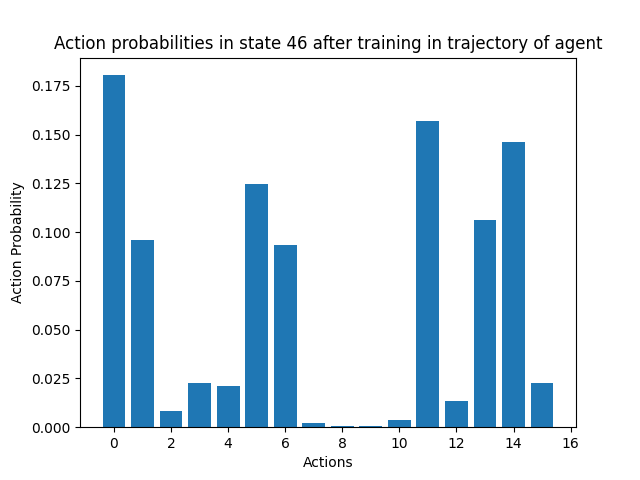 Action probabilities in state 46 after training in trajectory of agent
0.175
0.150
0.125
0.100
0.075
0.050
0.025
0.000
Action Probability
0 2 4 6 8 10 12 14 16
Actions